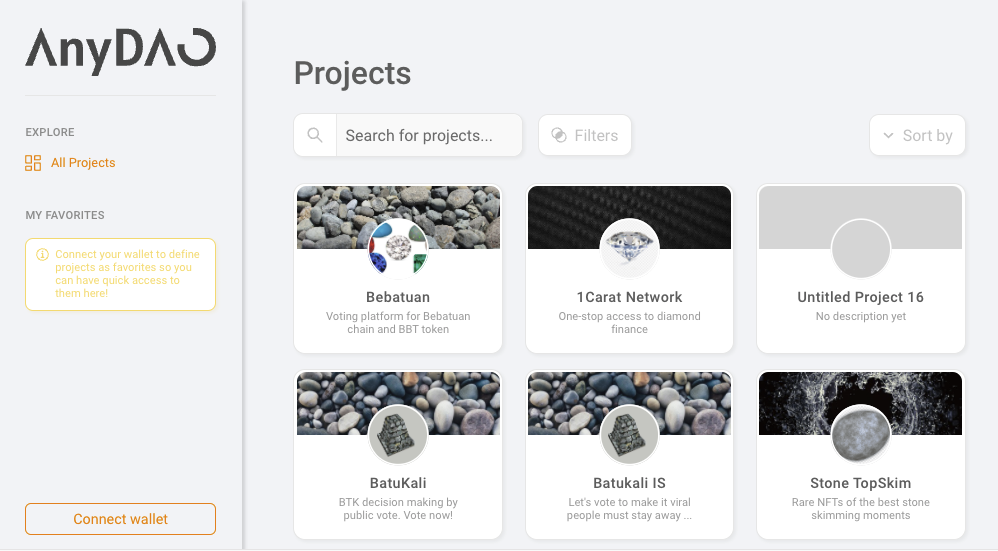 AnyDAO
EXPLORE
All Projects
MY FAVORITES
Connect your wallet to define
projects as favorites so you
can have quick access to
them here!
Connect wallet
Projects
Search for projects...
Filters
Sort by
Bebatuan
Voting platform for Bebatuan
chain and BBT token
1Carat Network
One-stop access to diamond
finance
Untitled Project 16
No description yet
BatuKali
BTK decision making by
public vote. Vote now!
Batukali IS
Let's vote to make it viral
people must stay away ...
Stone TopSkim
Rare NFTs of the best stone
skimming moments